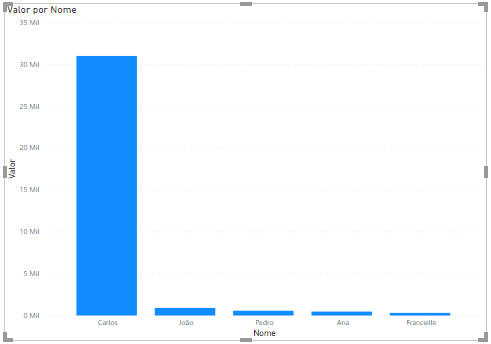 Valor por Nome
35 Mil
30 Mil
25 Mil
20 Mil
15 Mil
10 Mil
5 Mil
0 Mil
Valor
Carlos
João
Pedro
Ana
Francielle
Nome